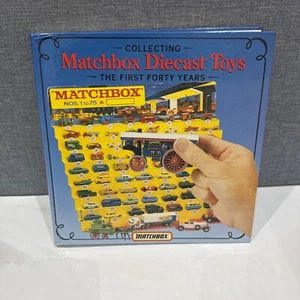 COLLECTING
Matchbox Diecast Toys
THE FIRST FORTY YEARS
MATCHBOX
NOS. 1 to 75
MATCHBOX